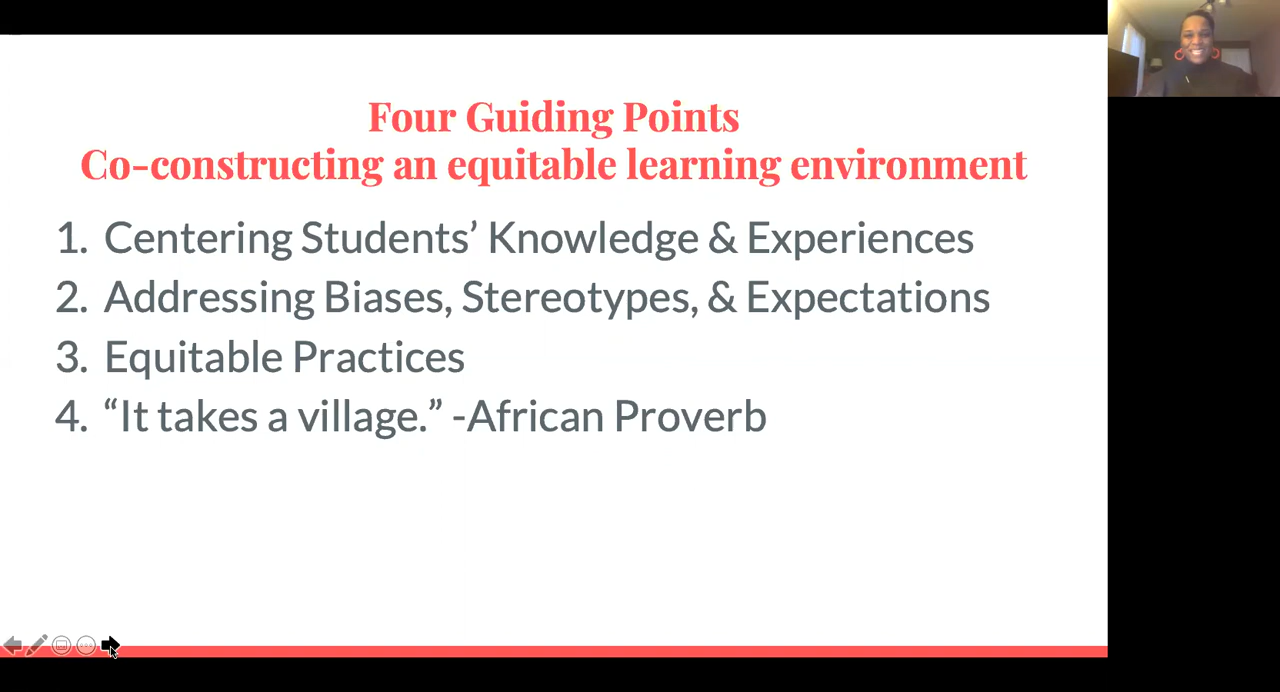 Four Guiding Points
Co-constructing an equitable learning environment
1. Centering Students’ Knowledge & Experiences
2. Addressing Biases, Stereotypes, & Expectations
3. Equitable Practices
4. “It takes a village.” -African Proverb